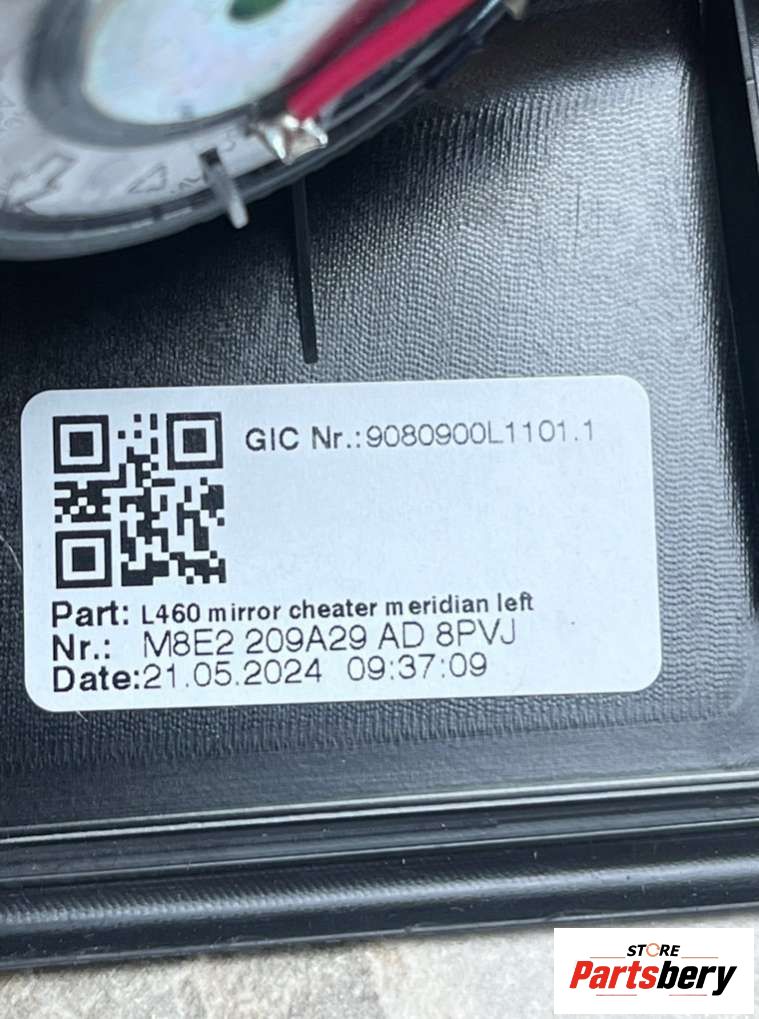 GIC Nr.:9080900L1101.1
Part: L460 mirror cheater meridian left
Nr.: M8E2 209A29 AD 8PVJ
Date:21.05.2024 09:37:09
STORE
Partsbery